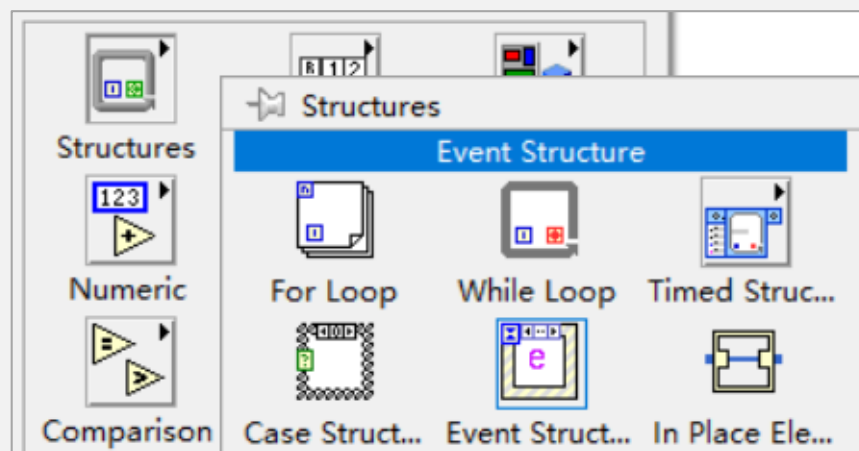 Structures
Structures
Event Structure
123
Numeric
For Loop
While Loop
Timed Struc...
Comparison
Case Struct...
Event Struct...
In Place Ele...
e